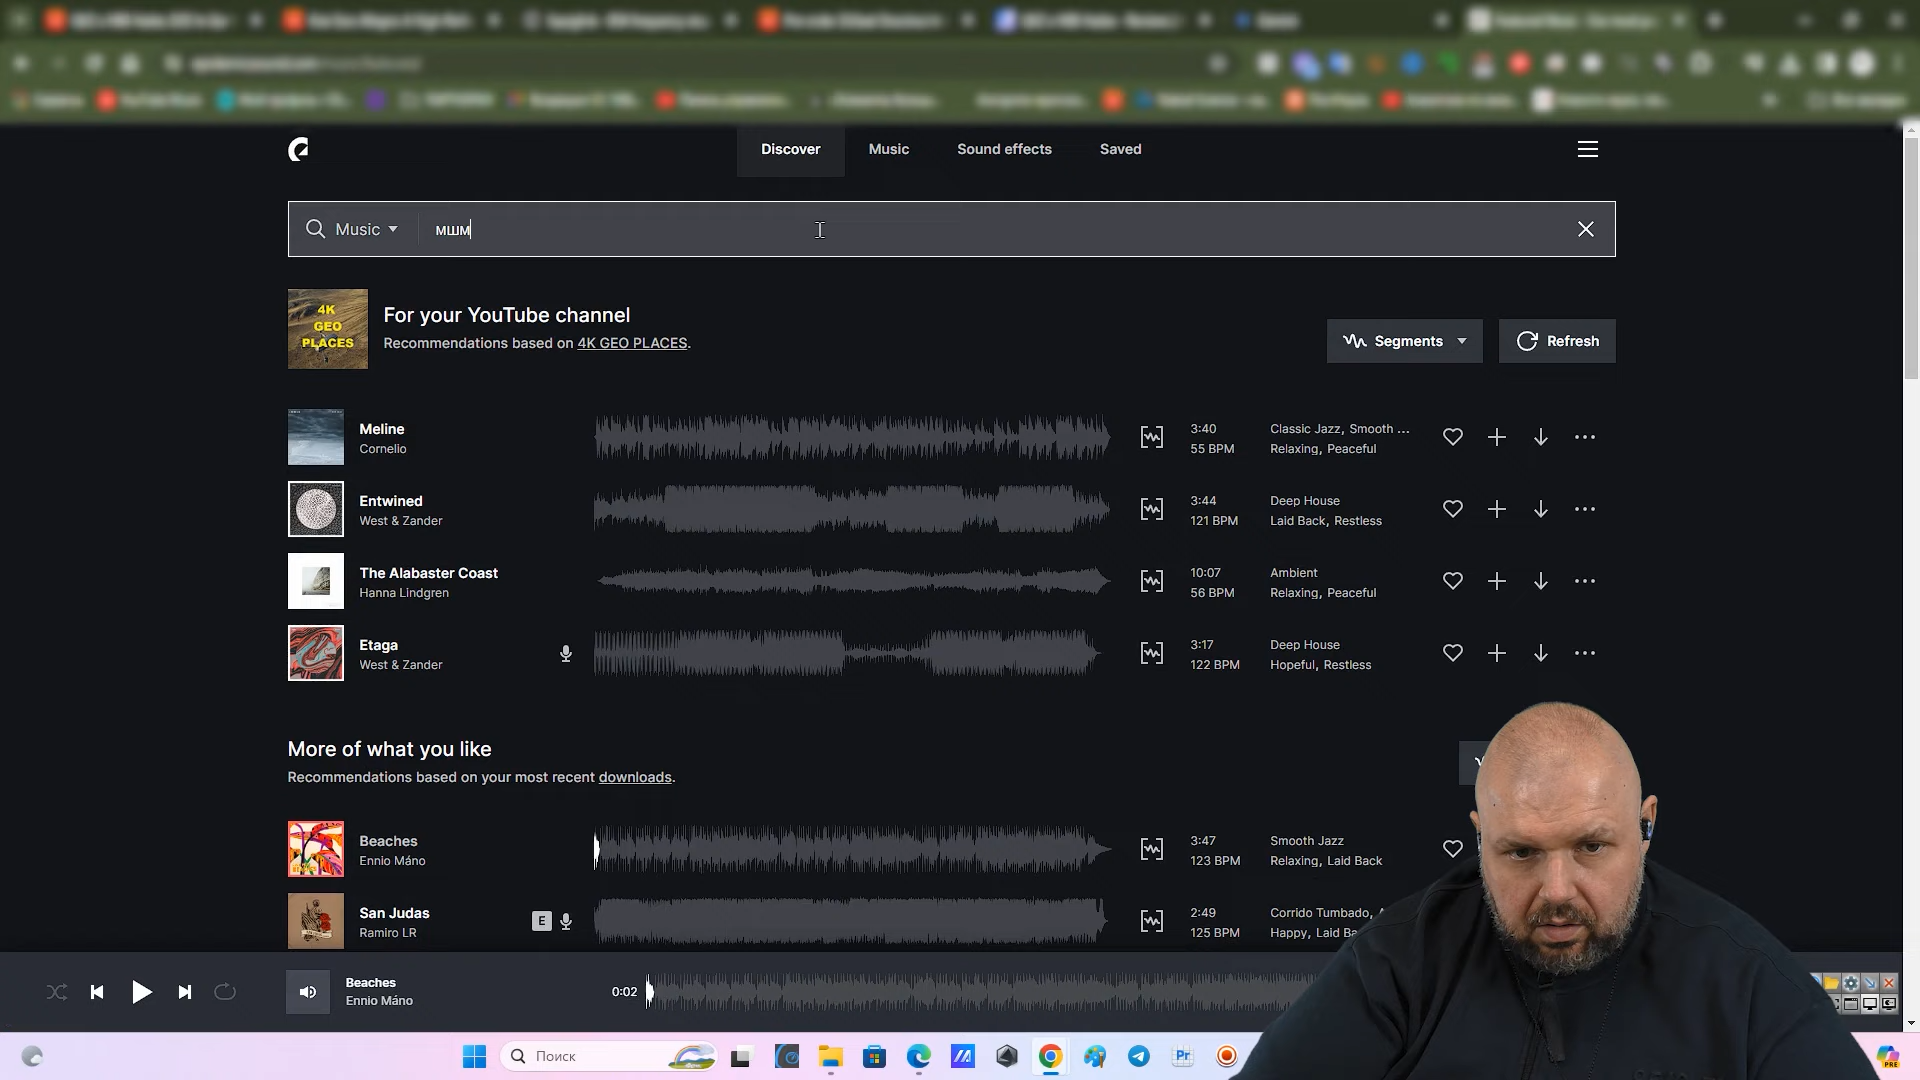 Discover
Music
Sound effects
Saved
Music
мшм
4K
GEO
PLACES
For your YouTube channel
Recommendations based on 4K GEO PLACES.
Segments
Refresh
Meline
Cornelio
3:40
55 BPM
Classic Jazz, Smooth ...
Relaxing, Peaceful
Entwined
West & Zander
3:44
121 BPM
Deep House
Laid Back, Restless
The Alabaster Coast
Hanna Lindgren
10:07
56 BPM
Ambient
Relaxing, Peaceful
Etaga
West & Zander
3:17
122 BPM
Deep House
Hopeful, Restless
More of what you like
Recommendations based on your most recent downloads.
Beaches
Ennio Máno
3:47
123 BPM
Smooth Jazz
Relaxing, Laid Back
San Judas
Ramiro LR
E
2:49
125 BPM
Corrido Tumbado,
Happy, Laid
Beaches
Ennio Máno
0:02
Поиск
Pr
PRE